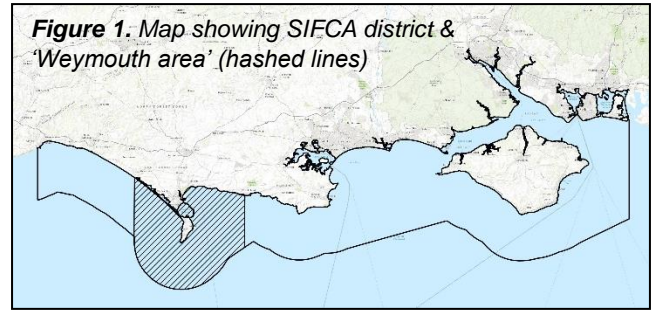 Figure 1. Map showing SIFCA district &
‘Weymouth area’ (hashed lines)